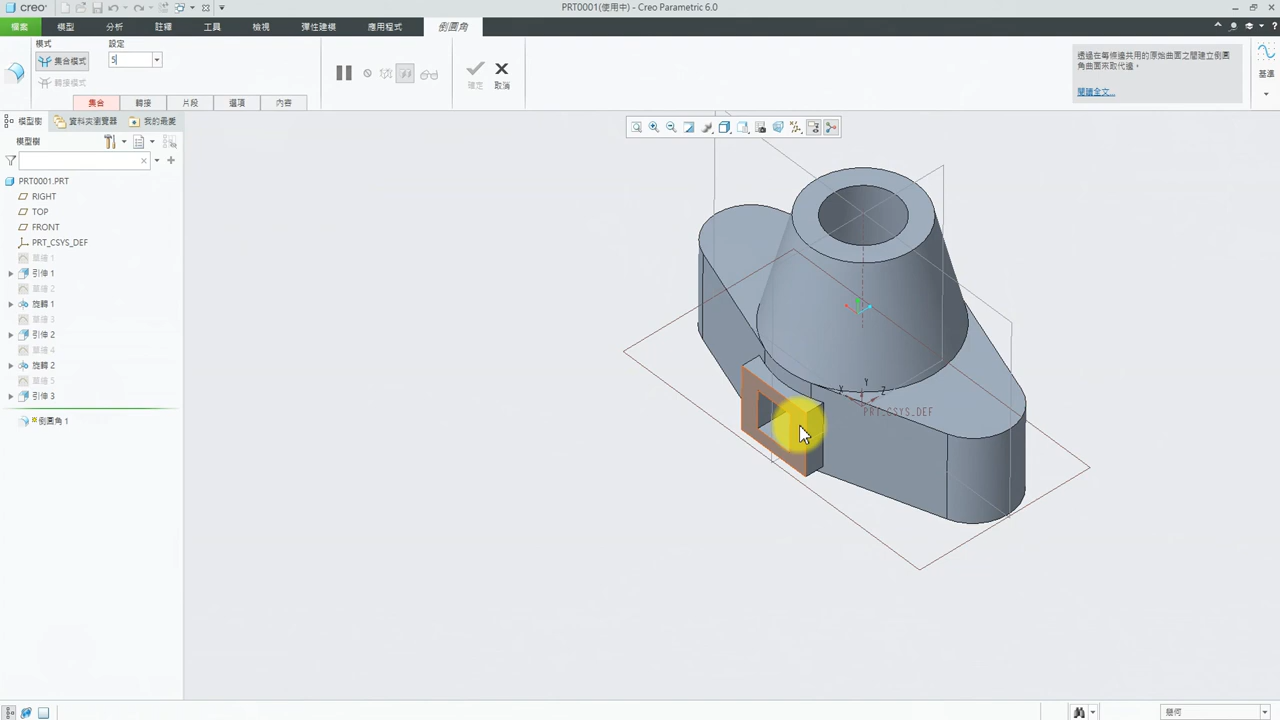 creo
PRT0001(使用中) - Creo Parametric 6.0
檔案
模型
分析
註釋
工具
檢視
彈性建模
應用程式
倒圓角
模式
設定
集合模式
5
轉接模式
確定
取消
透過在每條邊共用的原始曲面之間建立倒圓
角曲面來取代邊。
閱讀全文...
基準
集合
轉接
片段
選項
內容
模型樹
資料夾瀏覽器
我的最愛
模型樹
PRT0001.PRT
RIGHT
TOP
FRONT
PRT_CSYS_DEF
草繪 1
引伸 1
草繪 2
旋轉 1
草繪 3
引伸 2
草繪 4
旋轉 2
草繪 5
引伸 3
倒圓角 1
X
Y
Z
PRT_CSYS_DEF
幾何